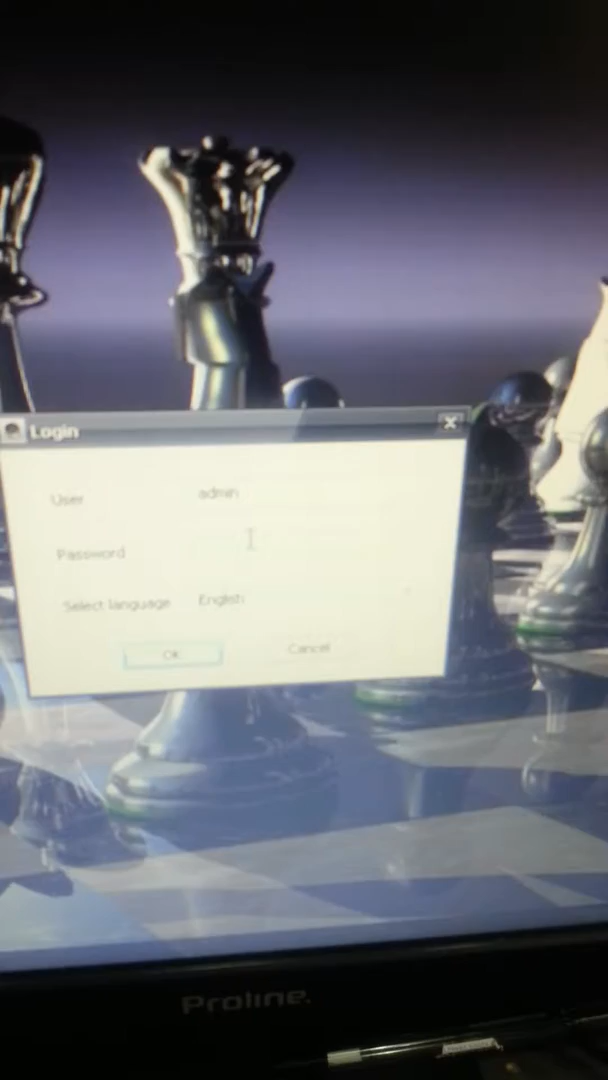 Login
User admin
Password
Select language English
OK Cancel
Proline